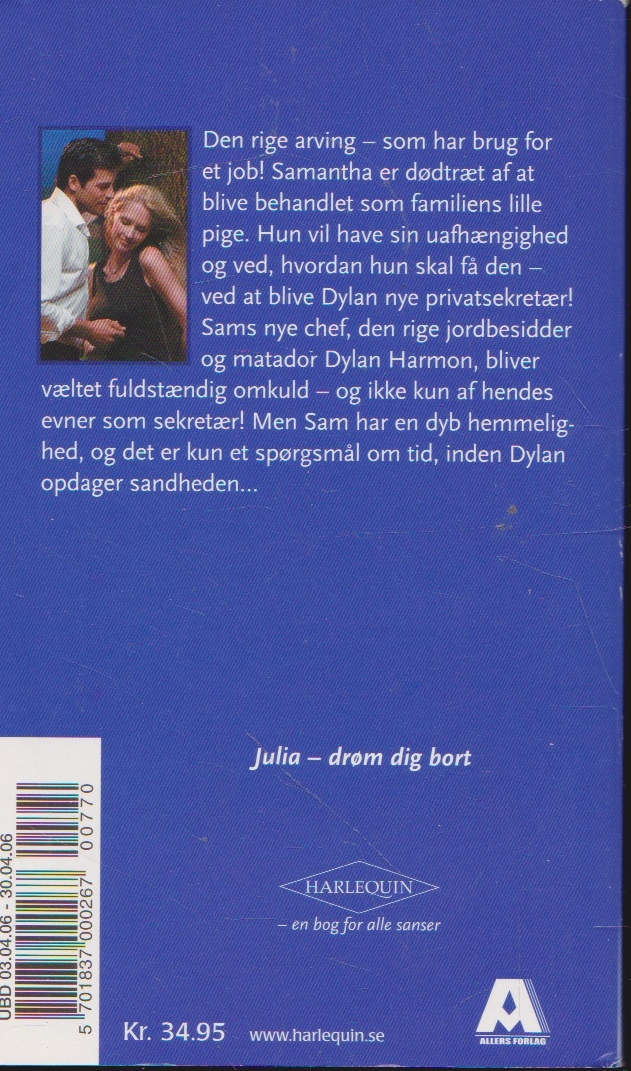 Den rige arving – som har brug for
et job! Samantha er dødtræt af at
blive behandlet som familiens lille
pige. Hun vil have sin uafhængighed
og ved, hvordan hun skal få den –
ved at blive Dylan nye privatsekretær!
Sams nye chef, den rige jordbesidder
og matador Dylan Harmon, bliver
væltet fuldstændig omkuld – og ikke kun af hendes
evner som sekretær! Men Sam har en dyb hemmelig-
hed, og det er kun et spørgsmål om tid, inden Dylan
opdager sandheden...
Julia – drøm dig bort
HARLEQUIN
– en bog for alle sanser
UBD 03.04.06 - 30.04.06
5 701837 000267
00770
Kr. 34.95
www.harlequin.se
ALLERS FORLAG